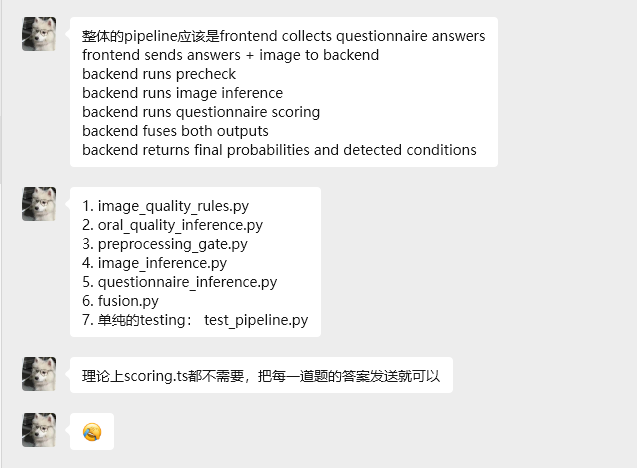 整体的pipeline应该是frontend collects questionnaire answers
frontend sends answers + image to backend
backend runs precheck
backend runs image inference
backend runs questionnaire scoring
backend fuses both outputs
backend returns final probabilities and detected conditions
1. image_quality_rules.py
2. oral_quality_inference.py
3. preprocessing_gate.py
4. image_inference.py
5. questionnaire_inference.py
6. fusion.py
7. 单纯的testing： test_pipeline.py
理论上scoring.ts都不需要，把每一道题的答案发送就可以